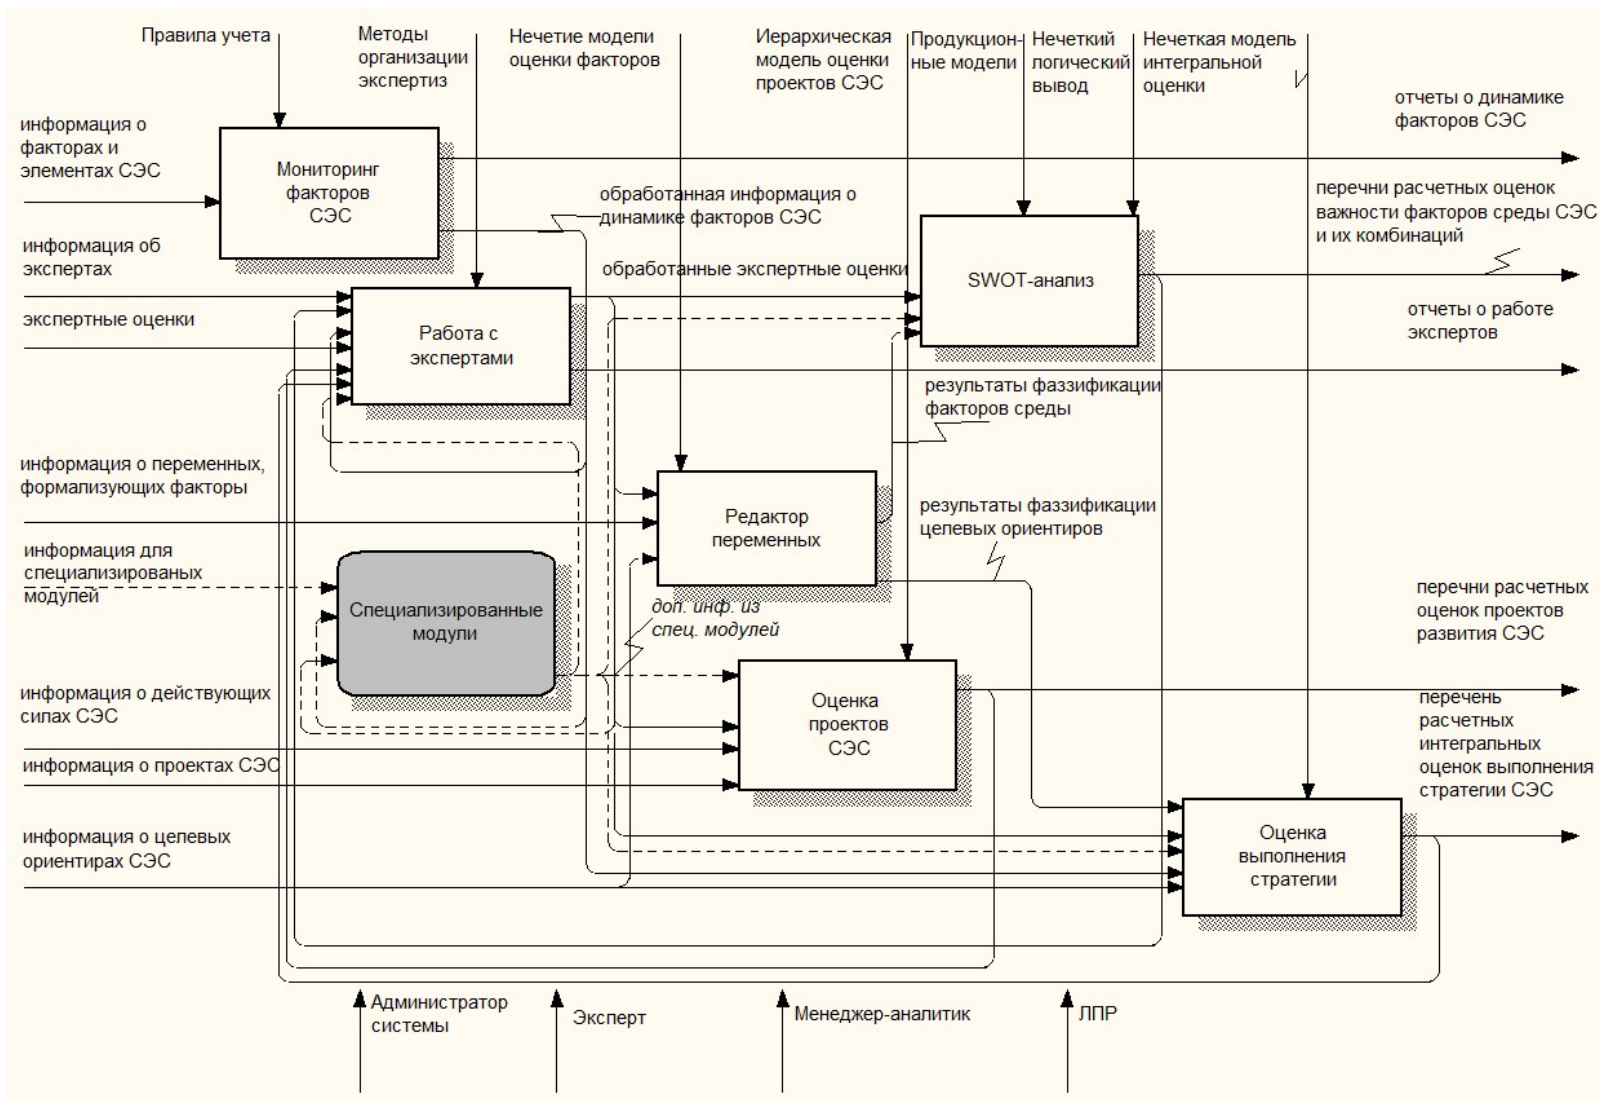 Правила учета
Методы
организации
экспертиз
Нечетие модели
оценки факторов
Иерархическая
модель оценки
проектов СЭС
Продукцион-
ные модели
Нечеткий
логический
вывод
Нечеткая модель
интегральной
оценки
отчеты о динамике
факторов СЭС
информация о
факторах и
элементах СЭС
Мониторинг
факторов
СЭС
обработанная информация о
динамике факторов СЭС
перечни расчетных оценок
важности факторов среды СЭС
и их комбинаций
информация об
экспертах
обработанные экспертные оценки
SWOT-анализ
экспертные оценки
Работа с
экспертами
отчеты о работе
экспертов
результаты фаззификации
факторов среды
информация о переменных,
формализующих факторы
Редактор
переменных
результаты фаззификации
целевых ориентиров
информация для
специализированых
модулей
Специализированные
модули
доп. инф. из
спец. модулей
перечни расчетных
оценок проектов
развития СЭС
информация о действующих
силах СЭС
Оценка
проектов
СЭС
перечень
расчетных
интегральных
оценок выполнения
стратегии СЭС
информация о проектах СЭС
информация о целевых
ориентирах СЭС
Оценка
выполнения
стратегии
Администратор
системы
Эксперт
Менеджер-аналитик
ЛПР